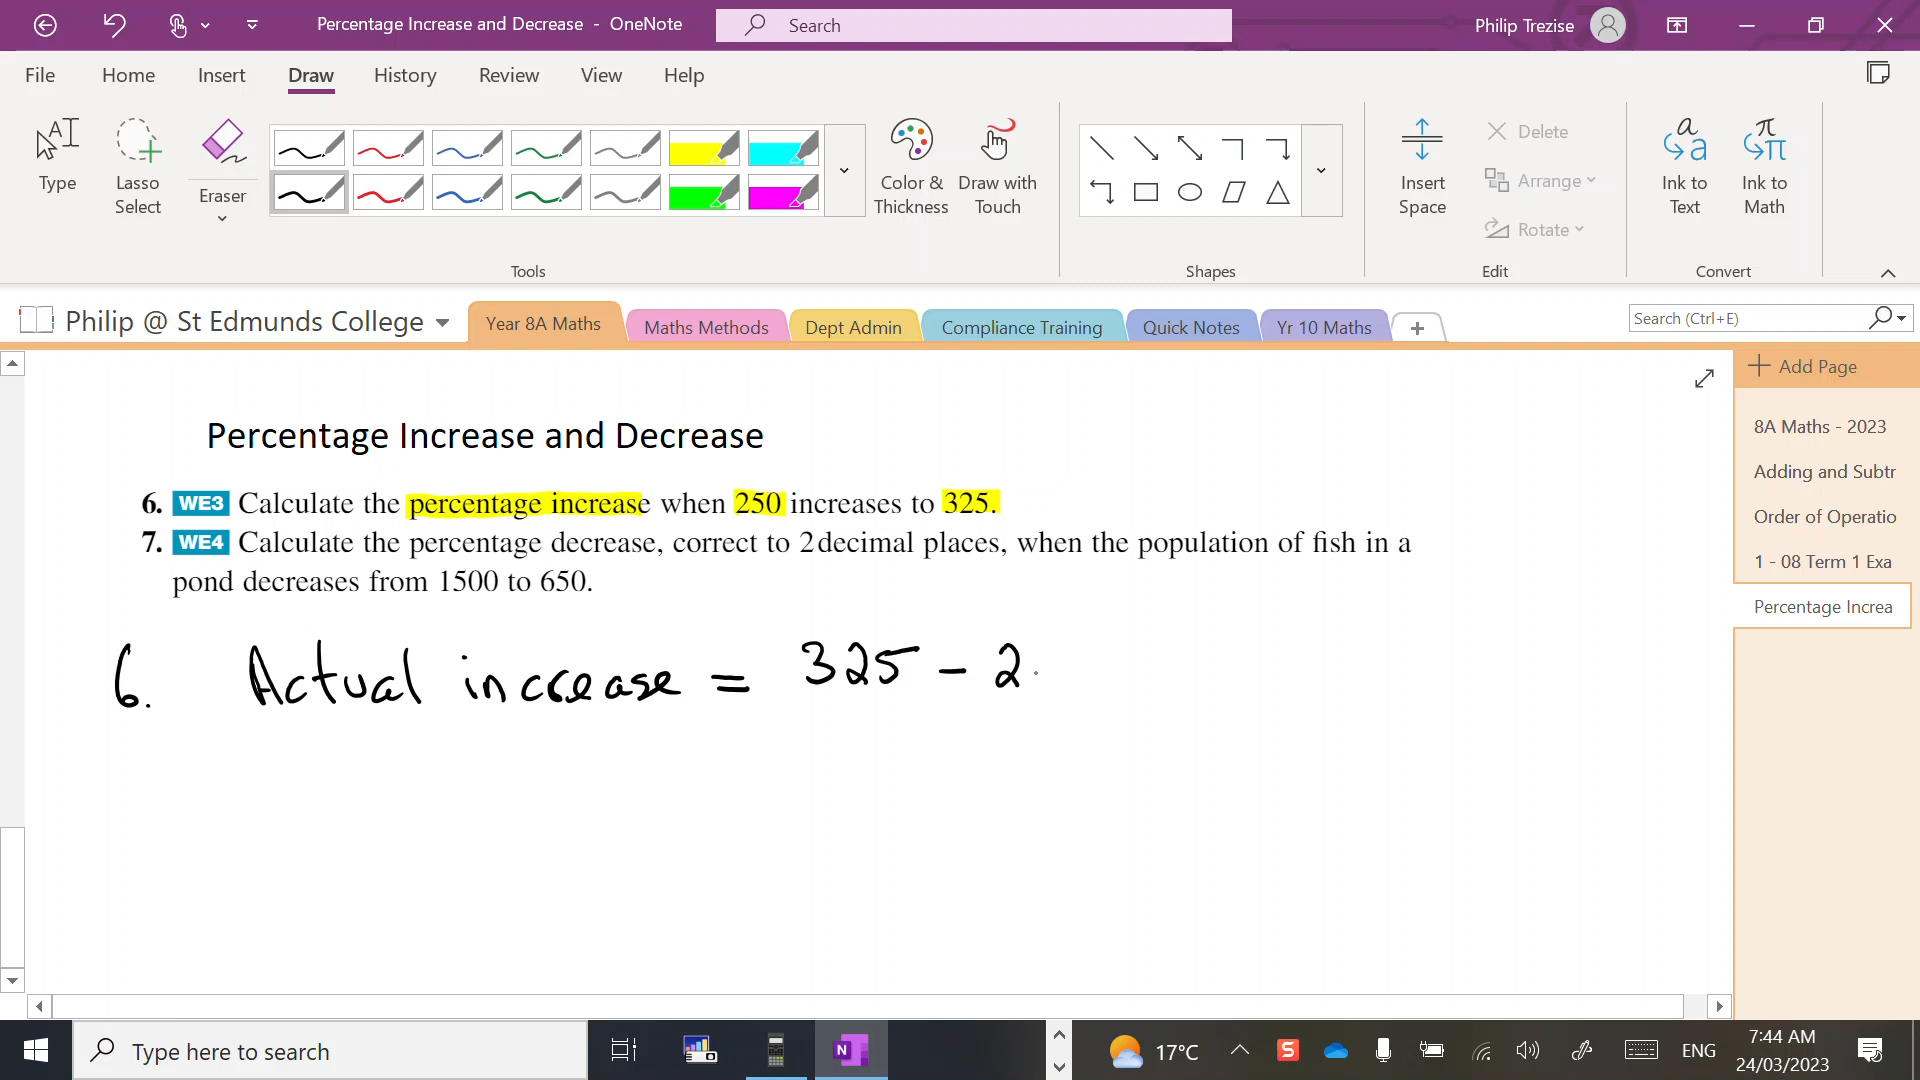 Percentage Increase and Decrease - OneNote
Search
Philip Trezise
File Home Insert Draw History Review View Help
Type
Lasso Select
Eraser
Color & Thickness
Draw with Touch
Insert Space
Delete
Arrange
Rotate
Ink to Text
Ink to Math
Tools
Shapes
Edit
Convert
Philip @ St Edmunds College
Year 8A Maths
Maths Methods
Dept Admin
Compliance Training
Quick Notes
Yr 10 Maths
Search (Ctrl+E)
Add Page
8A Maths - 2023
Adding and Subtr
Order of Operatio
1 - 08 Term 1 Exa
Percentage Increa
Percentage Increase and Decrease
6. WE3 Calculate the percentage increase when 250 increases to 325.
7. WE4 Calculate the percentage decrease, correct to 2 decimal places, when the population of fish in a
pond decreases from 1500 to 650.
6. Actual increase = 325 - 2
Type here to search
17°C
ENG
7:44 AM
24/03/2023